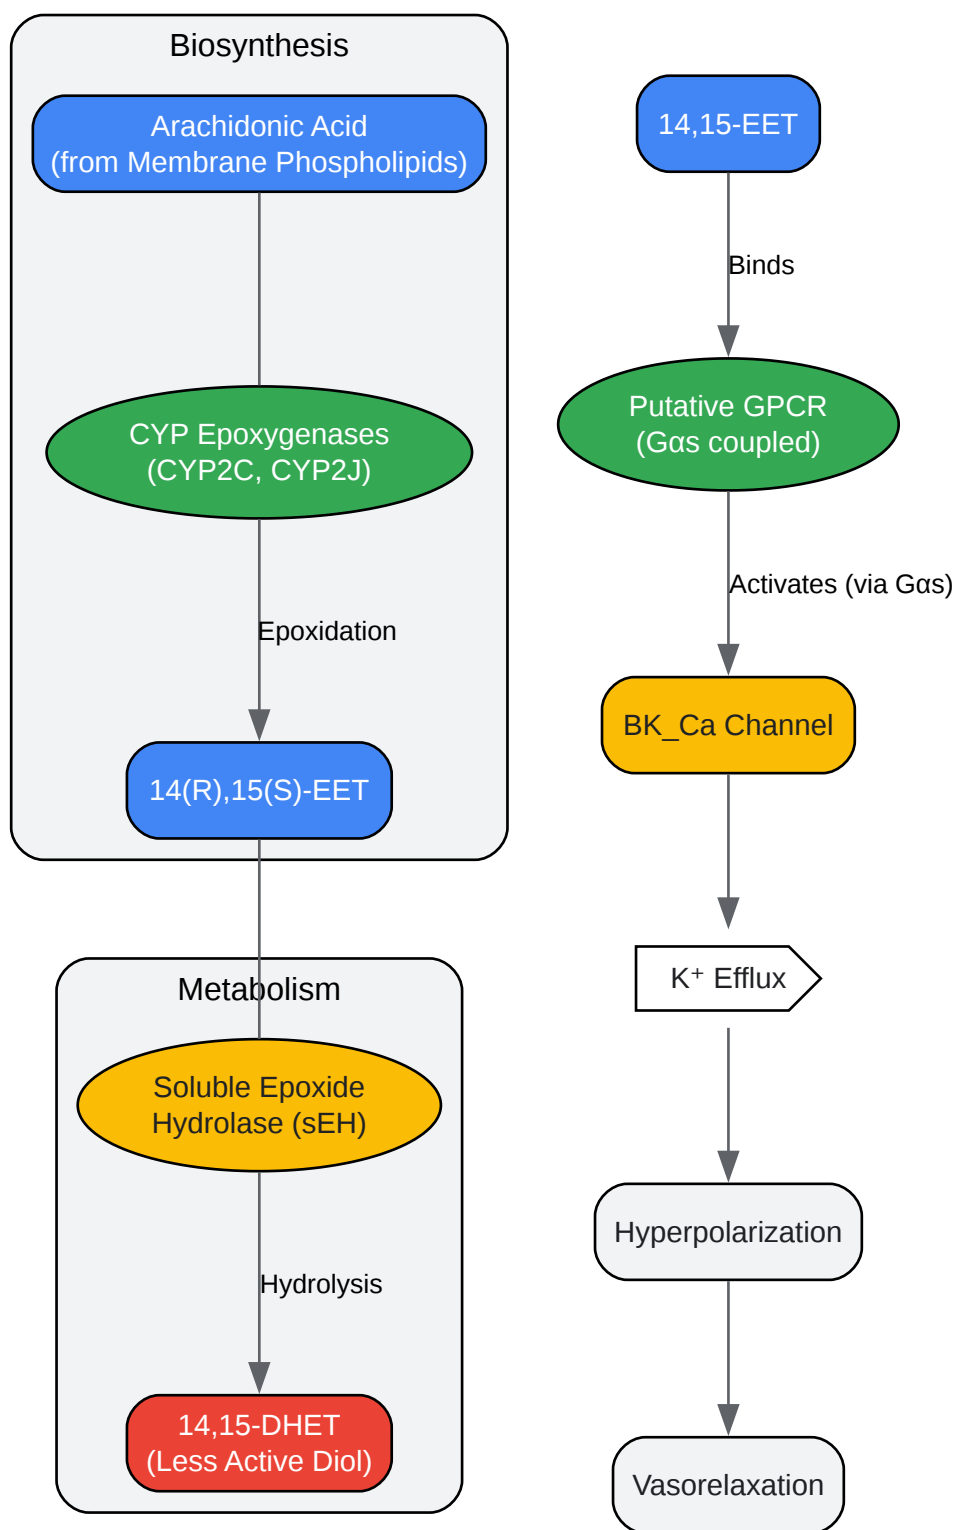 Biosynthesis
Arachidonic Acid
(from Membrane Phospholipids)
CYP Epoxygenases
(CYP2C, CYP2J)
Epoxidation
14(R),15(S)-EET
Metabolism
Soluble Epoxide
Hydrolase (sEH)
Hydrolysis
14,15-DHET
(Less Active Diol)
14,15-EET
Binds
Putative GPCR
(Gαs coupled)
Activates (via Gαs)
BK_Ca Channel
K⁺ Efflux
Hyperpolarization
Vasorelaxation